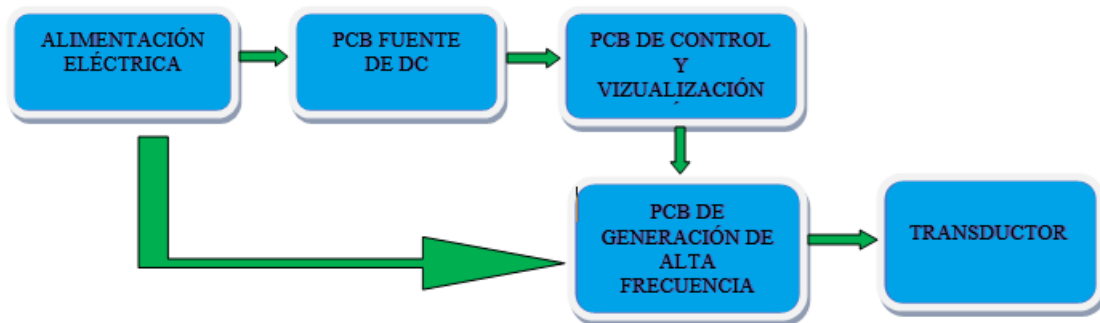 ALIMENTACIÓN
ELÉCTRICA
PCB FUENTE
DE DC
PCB DE CONTROL
Y
VIZUALIZACIÓN
PCB DE
GENERACIÓN DE
ALTA
FRECUENCIA
TRANSDUCTOR